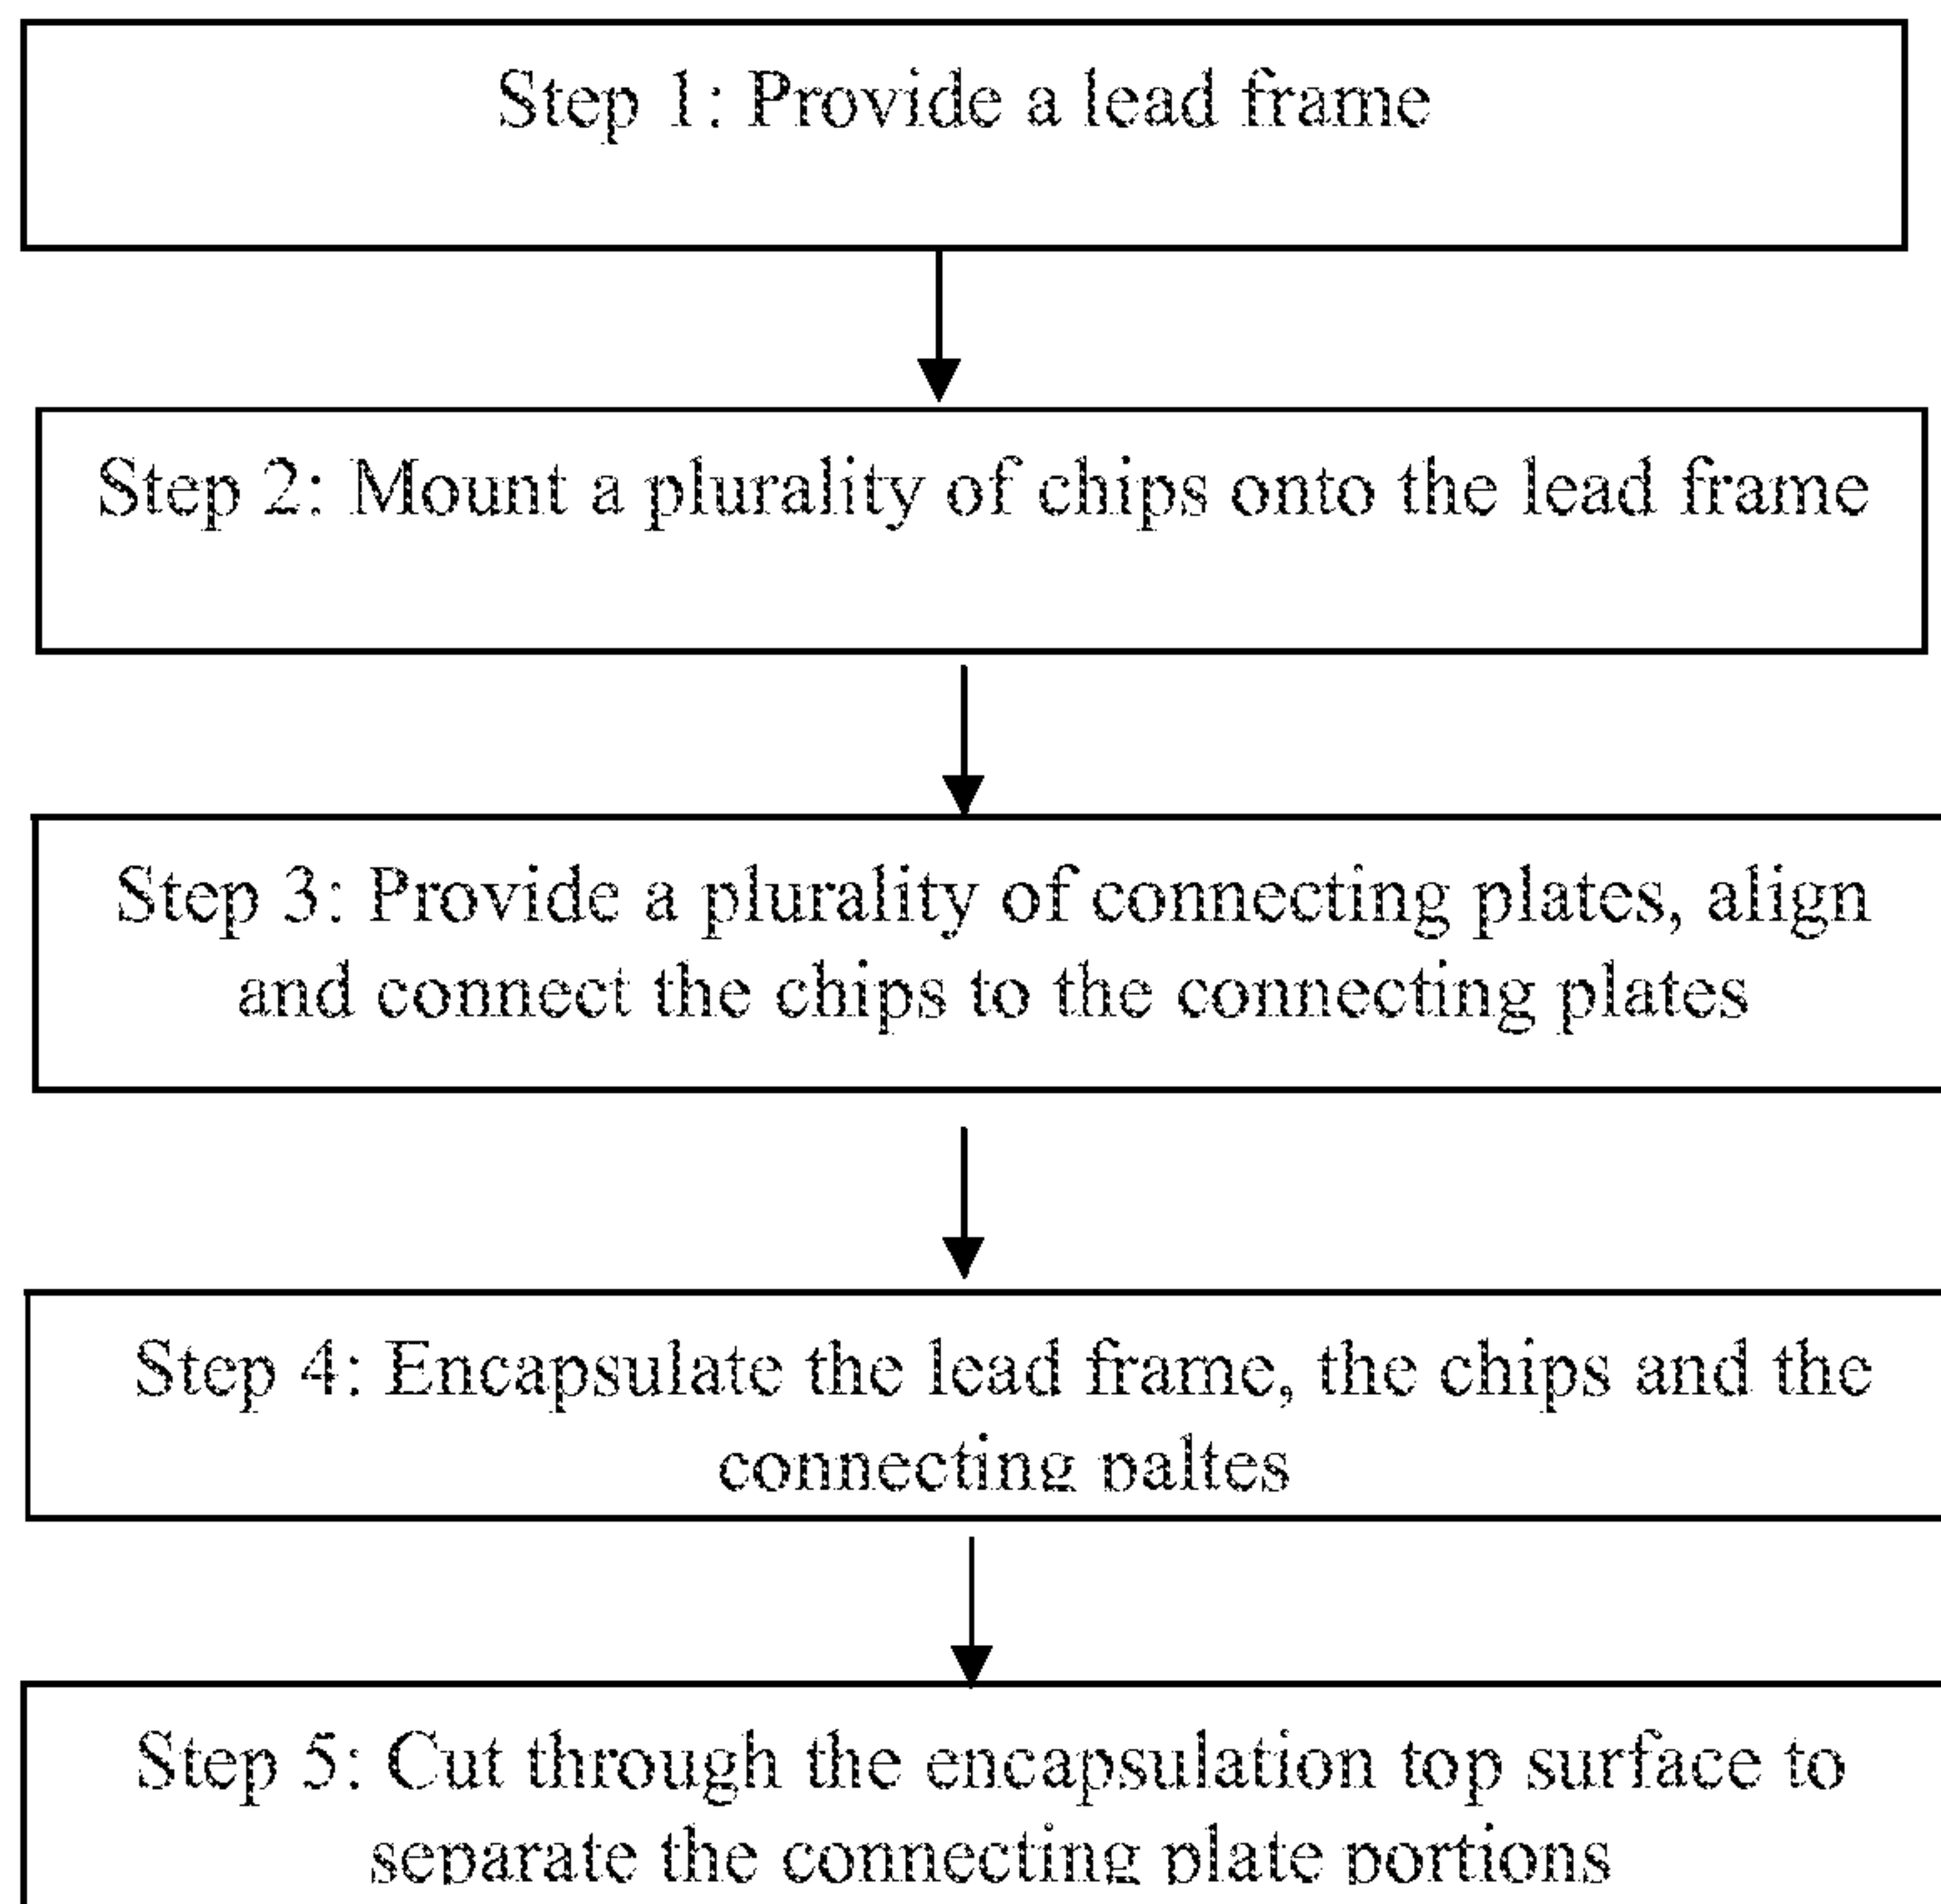 Step 1: Provide a lead frame
Step 2: Mount a plurality of chips onto the lead frame
Step 3: Provide a plurality of connecting plates, align
and connect the chips to the connecting plates
Step 4: Encapsulate the lead frame, the chips and the
connecting paltes
Step 5: Cut through the encapsulation top surface to
separate the connecting plate portions